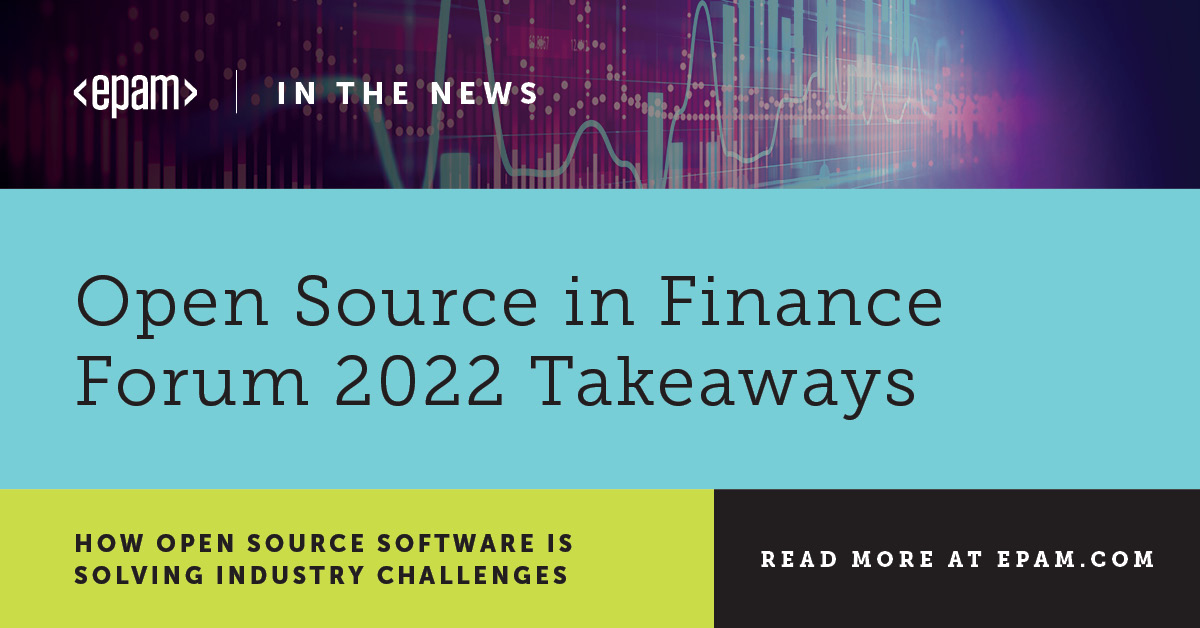 <epam> | IN THE NEWS
Open Source in Finance
Forum 2022 Takeaways
HOW OPEN SOURCE SOFTWARE IS
SOLVING INDUSTRY CHALLENGES
READ MORE AT EPAM.COM